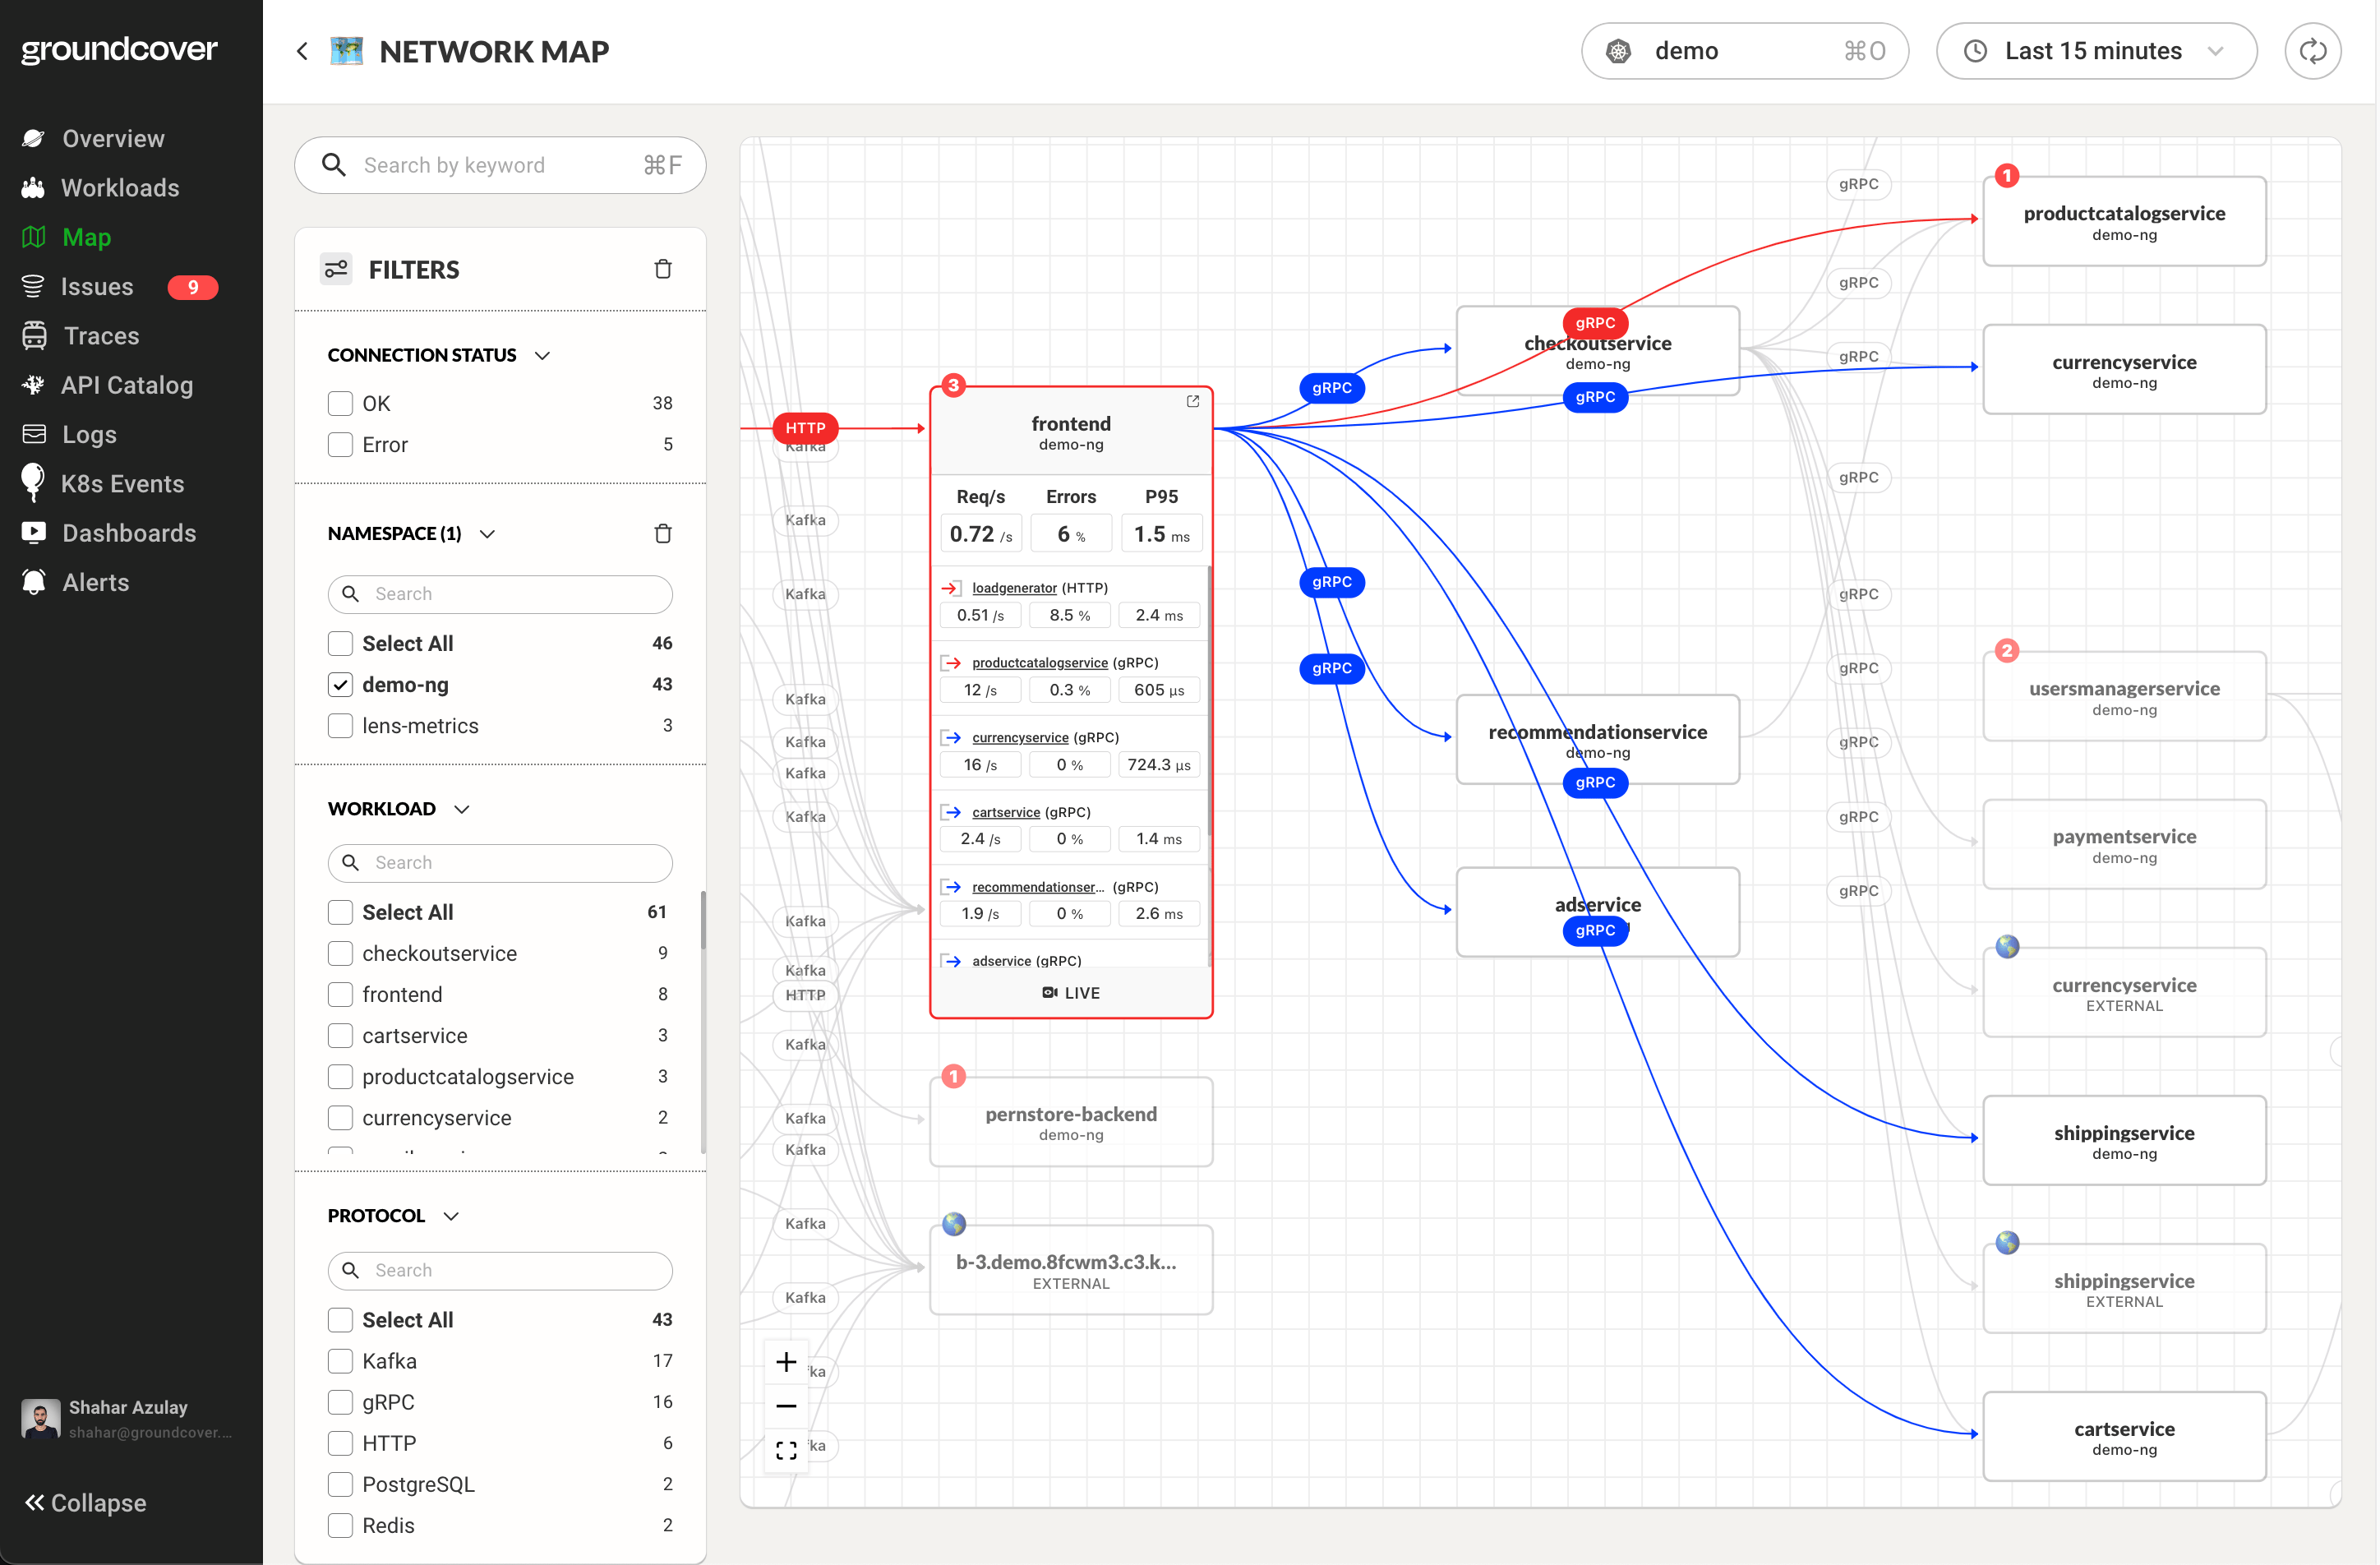 groundcover
Overview
Workloads
Map
Issues 9
Traces
API Catalog
Logs
K8s Events
Dashboards
Alerts
Shahar Azulay
shahar@groundcover....
Collapse
NETWORK MAP
demo ⌘O
Last 15 minutes
Search by keyword ⌘F
FILTERS
CONNECTION STATUS
OK 38
Error 5
NAMESPACE (1)
Search
Select All 46
demo-ng 43
lens-metrics 3
WORKLOAD
Search
Select All 61
checkoutservice 9
frontend 8
cartservice 3
productcatalogservice 3
currencyservice 2
PROTOCOL
Search
Select All 43
Kafka 17
gRPC 16
HTTP 6
PostgreSQL 2
Redis 2
HTTP
Kafka
Kafka
Kafka
Kafka
Kafka
Kafka
Kafka
Kafka
Kafka
HTTP
Kafka
Kafka
Kafka
Kafka
Kafka
fka
ka
3
frontend
demo-ng
Req/s Errors P95
0.72 /s 6 % 1.5 ms
loadgenerator (HTTP)
0.51 /s 8.5 % 2.4 ms
productcatalogservice (gRPC)
12 /s 0.3 % 605 µs
currencyservice (gRPC)
16 /s 0 % 724.3 µs
cartservice (gRPC)
2.4 /s 0 % 1.4 ms
recommendationser... (gRPC)
1.9 /s 0 % 2.6 ms
adservice (gRPC)
LIVE
1
pernstore-backend
demo-ng
b-3.demo.8fcwm3.c3.k...
EXTERNAL
gRPC
gRPC
gRPC
gRPC
checkoutservice
demo-ng
gRPC
recommendationservice
demo-ng
gRPC
adservice
gRPC
gRPC
gRPC
gRPC
gRPC
gRPC
gRPC
gRPC
gRPC
gRPC
1
productcatalogservice
demo-ng
currencyservice
demo-ng
2
usersmanagerservice
demo-ng
paymentservice
demo-ng
currencyservice
EXTERNAL
shippingservice
demo-ng
shippingservice
EXTERNAL
cartservice
demo-ng